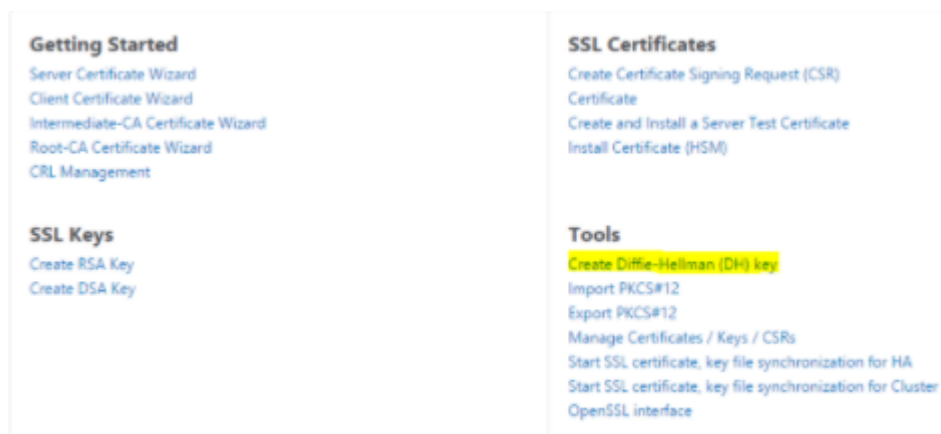 Getting Started
Server Certificate Wizard
Client Certificate Wizard
Intermediate-CA Certificate Wizard
Root-CA Certificate Wizard
CRL Management
SSL Certificates
Create Certificate Signing Request (CSR)
Certificate
Create and Install a Server Test Certificate
Install Certificate (HSM)
SSL Keys
Create RSA Key
Create DSA Key
Tools
Create Diffie-Hellman (DH) key
Import PKCS#12
Export PKCS#12
Manage Certificates / Keys / CSRs
Start SSL certificate, key file synchronization for HA
Start SSL certificate, key file synchronization for Cluster
OpenSSL interface